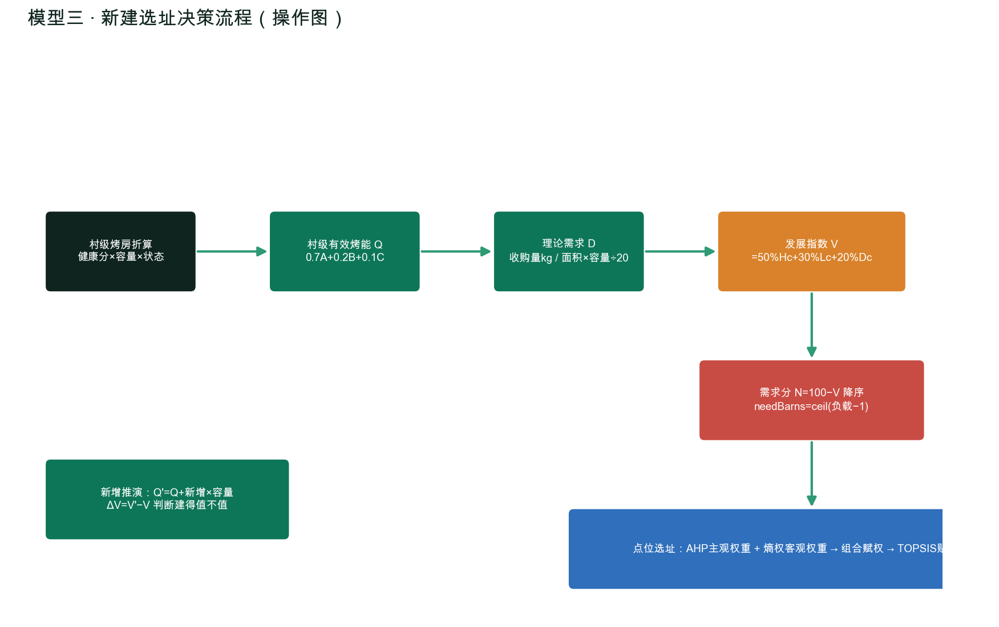 模型三 · 新建选址决策流程（操作图）
村级烤房折算
健康分×容量×状态
村级有效烤能 Q
0.7A+0.2B+0.1C
理论需求 D
收购量kg / 面积×容量÷20
发展指数 V
=50%Hc+30%Lc+20%Dc
需求分 N=100−V 降序
needBarns=ceil(负载−1)
新增推演：Q'=Q+新增×容量
ΔV=V'−V 判断建得值不值
点位选址：AHP主观权重 + 熵权客观权重→组合赋权→TOPSIS